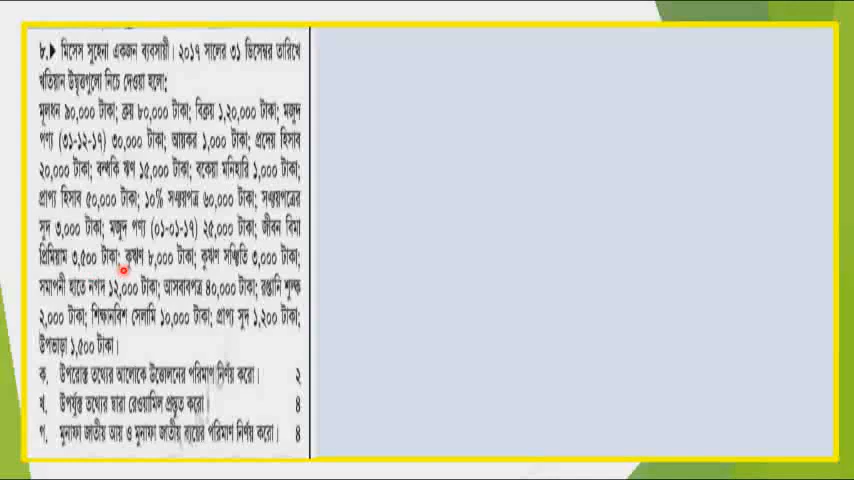 ৮.▶ মিসেস সুহেনা একজন ব্যবসায়ী। ২০১৭ সালের ৩১ ডিসেম্বর তারিখে
খতিয়ান উদ্বৃত্তগুলো নিচে দেওয়া হলো:
মূলধন ৯০,০০০ টাকা; ক্রয় ৮০,০০০ টাকা; বিক্রয় ১,২০,০০০ টাকা; মজুদ
পণ্য (৩১-১২-১৭) ৩০,০০০ টাকা; আয়কর ১,০০০ টাকা; প্রদেয় হিসাব
২০,০০০ টাকা; বন্ধকি ঋণ ১৫,০০০ টাকা; বকেয়া মনিহারি ১,০০০ টাকা;
প্রাপ্য হিসাব ৫০,০০০ টাকা; ১০% সঞ্চয়পত্র ৬০,০০০ টাকা; সঞ্চয়পত্রের
সুদ ৩,০০০ টাকা; মজুদ পণ্য (০১-০১-১৭) ২৫,০০০ টাকা; জীবন বিমা
প্রিমিয়াম ৩,৫০০ টাকা; কুঋণ ৮,০০০ টাকা; কুঋণ সঞ্চিতি ৩,০০০ টাকা;
সমাপনী হাতে নগদ ১২,০০০ টাকা; আসবাবপত্র ৪০,০০০ টাকা; রপ্তানি শুল্ক
২,০০০ টাকা; শিক্ষানবিশ সেলামি ১০,০০০ টাকা; প্রাপ্য সুদ ১,২০০ টাকা;
উপভাড়া ১,৫০০ টাকা।
ক. উপরোক্ত তথ্যের আলোকে উত্তোলনের পরিমাণ নির্ণয় করো। ২
খ. উপর্যুক্ত তথ্যের দ্বারা রেওয়ামিল প্রস্তুত করো। ৪
গ. মুনাফা জাতীয় আয় ও মুনাফা জাতীয় ব্যয়ের পরিমাণ নির্ণয় করো। ৪